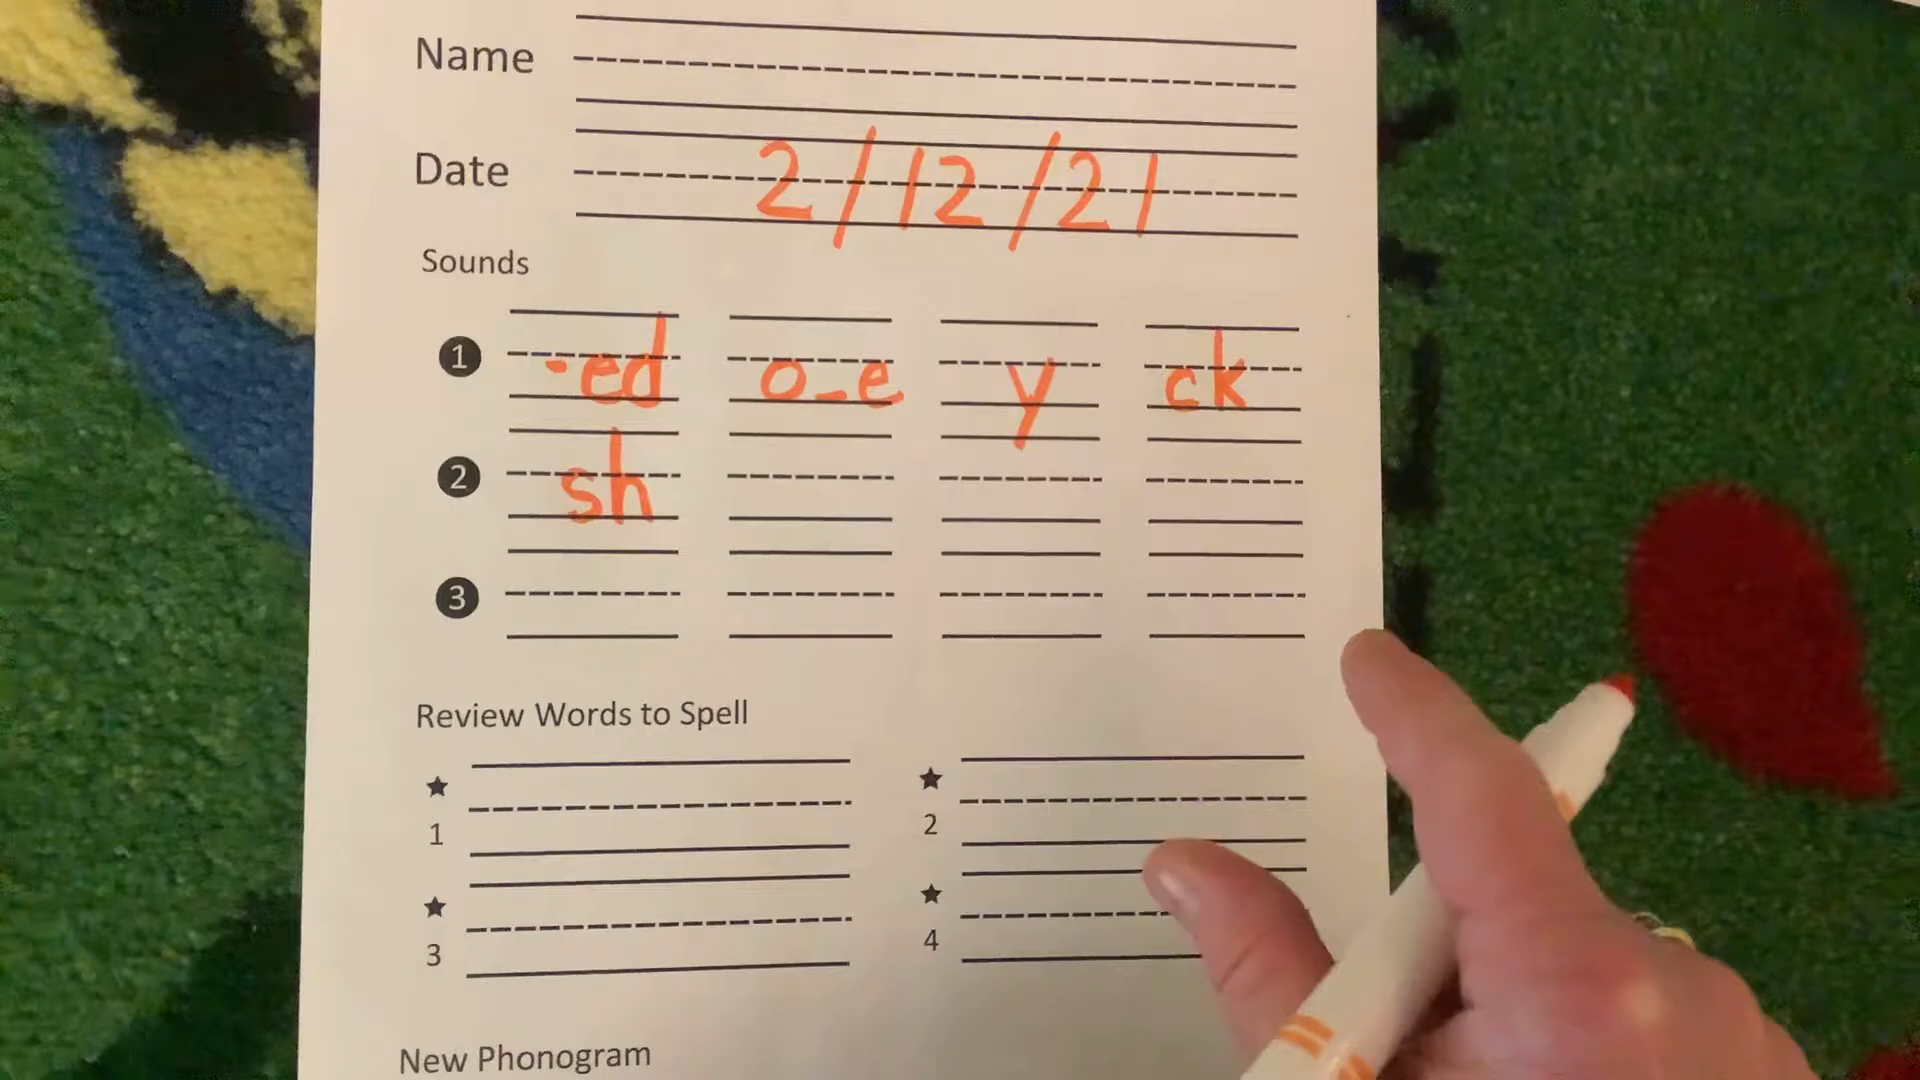 Name
Date 2/12/21
Sounds
1 -ed o_e y ck
2 sh
3
Review Words to Spell
★ 1 ★ 2
★ 3 ★ 4
New Phonogram